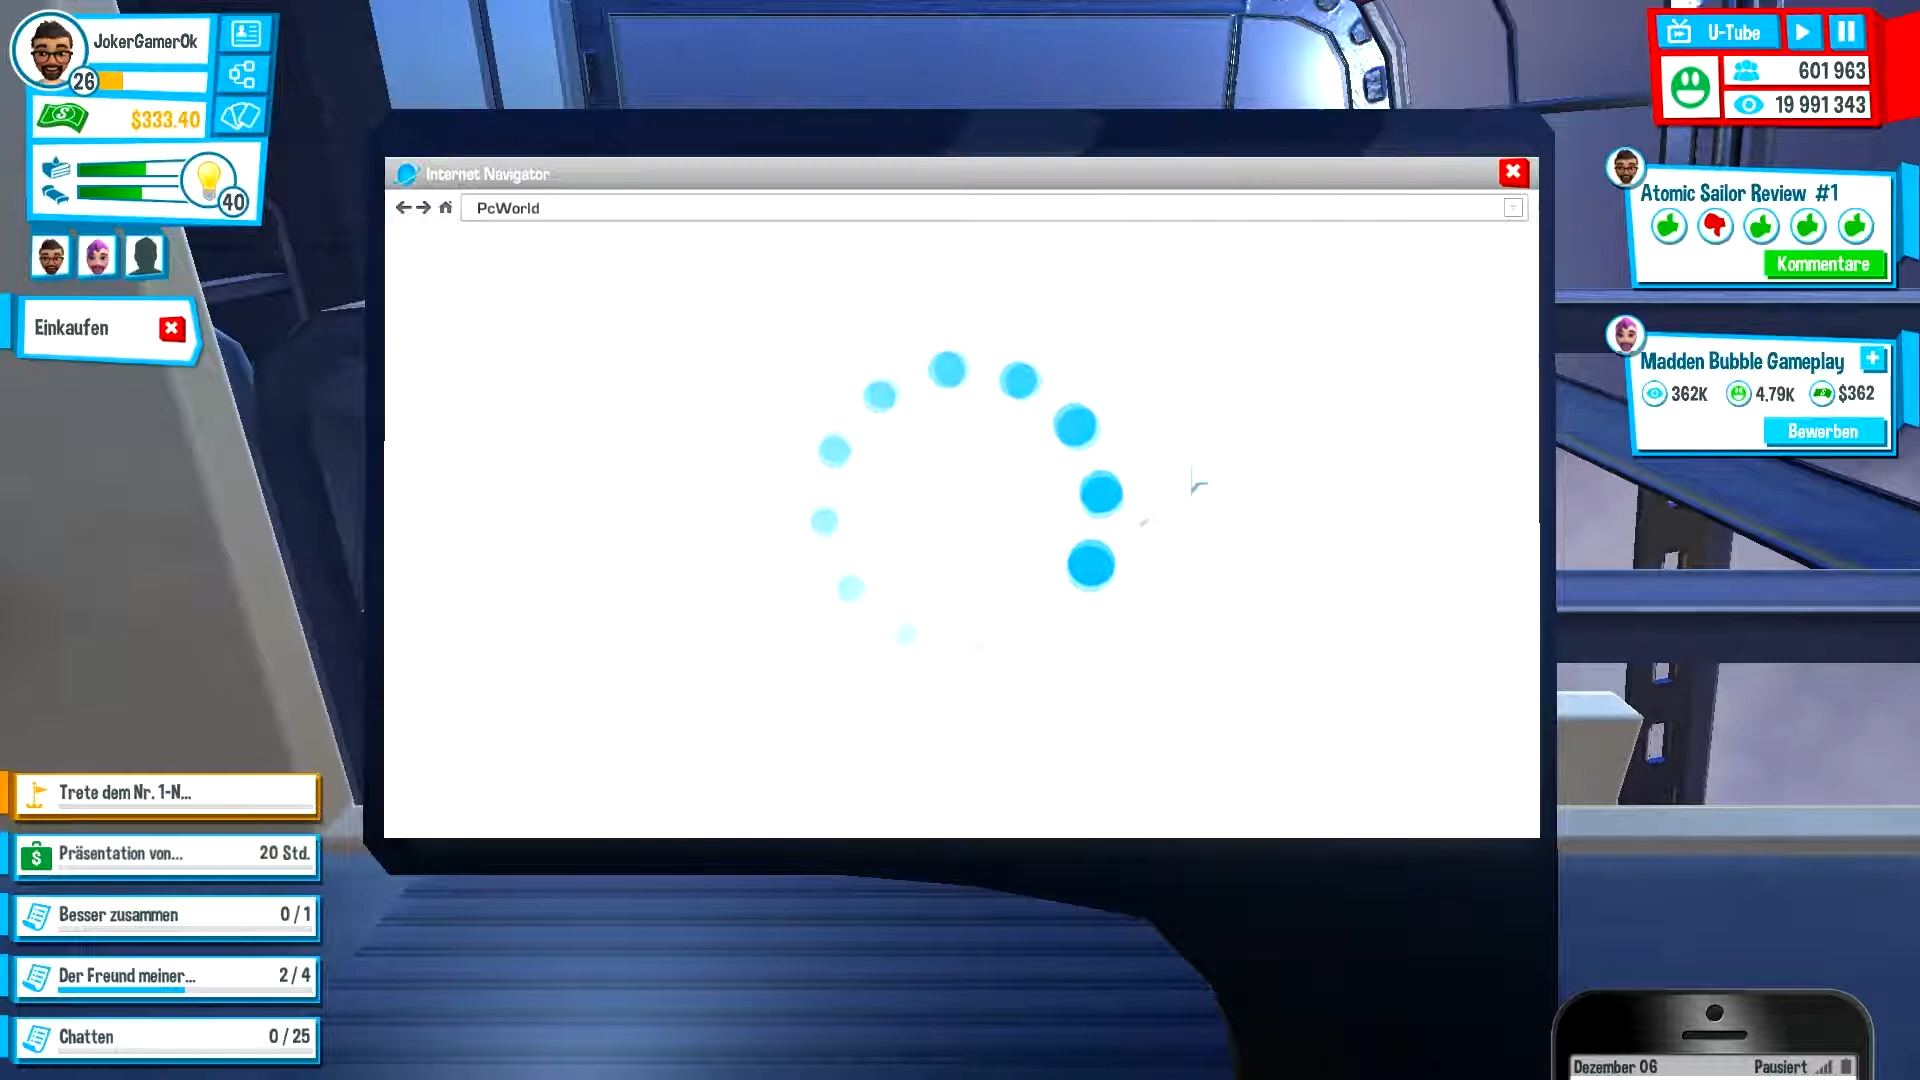 JokerGamerOk
26
$333.40
40
Einkaufen
Trete dem Nr. 1-N...
Präsentation von...
20 Std.
Besser zusammen
0/1
Der Freund meiner...
2/4
Chatten
0/25
Internet Navigator
PcWorld
U-Tube
601 963
19 991 343
Atomic Sailor Review #1
Kommentare
Madden Bubble Gameplay
362K
4.79K
$362
Bewerben
Dezember 06
Pausiert